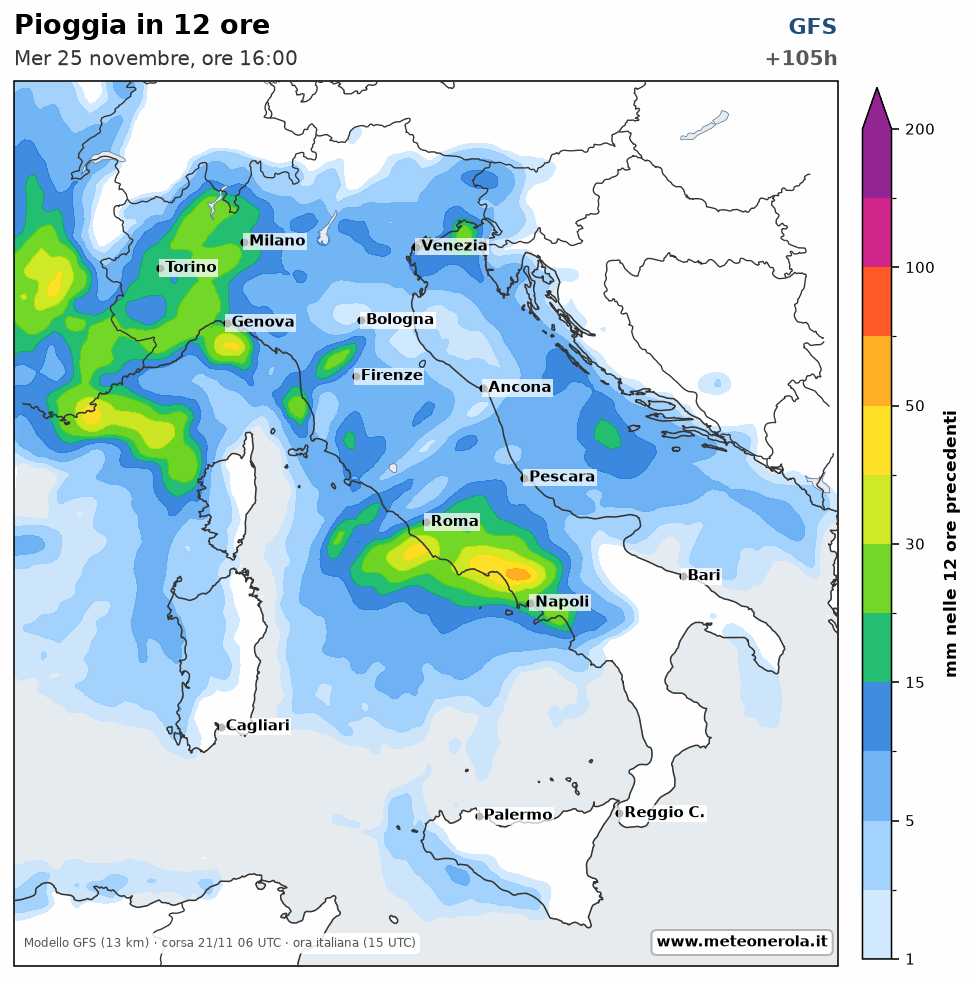 Pioggia in 12 ore
GFS
Mer 25 novembre, ore 16:00
+105h
200
100
50
30
15
5
1
mm nelle 12 ore precedenti
Milano
Venezia
Torino
Genova
Bologna
Firenze
Ancona
Pescara
Roma
Bari
Napoli
Cagliari
Palermo
Reggio C.
Modello GFS (13 km) · corsa 21/11 06 UTC · ora italiana (15 UTC)
www.meteonerola.it